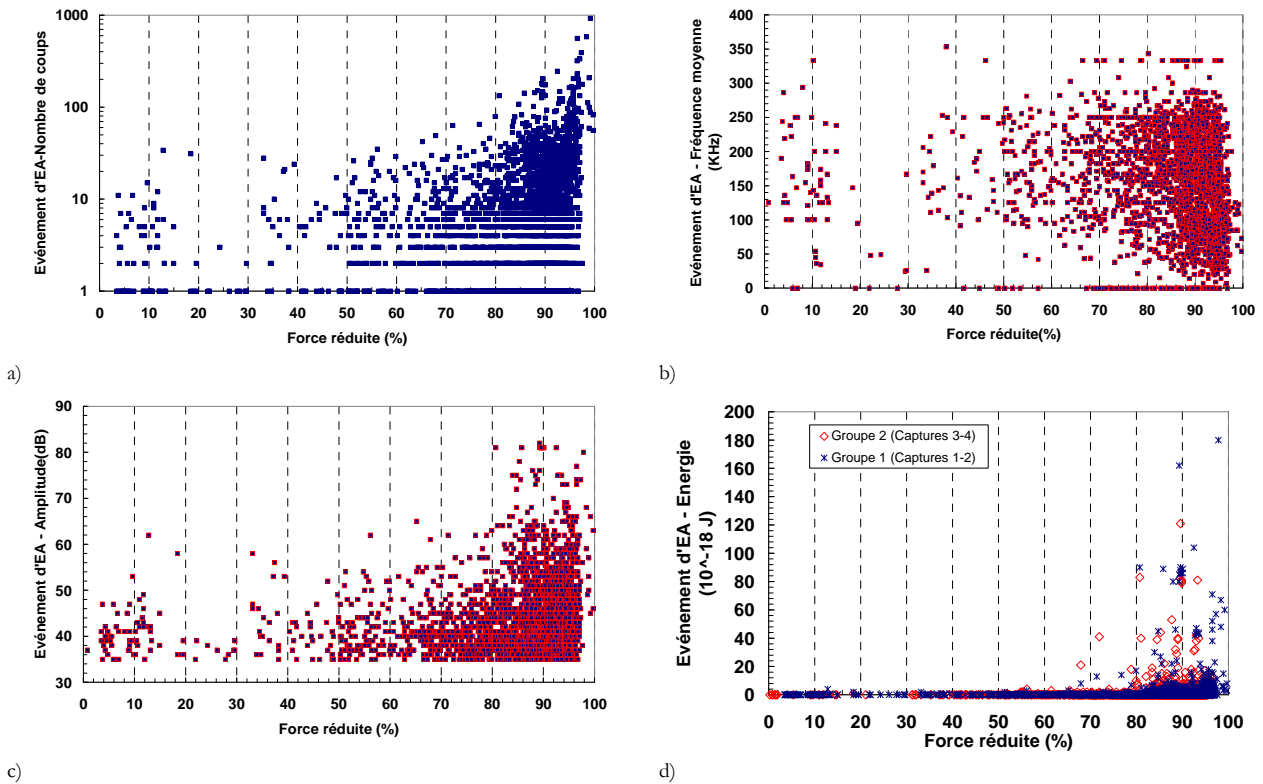 Evénement d'EA-Nombre de coups
1000
100
10
1
0 10 20 30 40 50 60 70 80 90 100
Force réduite (%)
a)
Evénement d'EA - Fréquence moyenne
(KHz)
400
350
300
250
200
150
100
50
0
0 10 20 30 40 50 60 70 80 90 100
Force réduite(%)
b)
Evénement d'EA - Amplitude(dB)
90
80
70
60
50
40
30
0 10 20 30 40 50 60 70 80 90 100
Force réduite (%)
c)
Evénement d'EA - Energie
(10^-18 J)
200
180
160
140
120
100
80
60
40
20
0
Groupe 2 (Captures 3-4)
Groupe 1 (Captures 1-2)
0 10 20 30 40 50 60 70 80 90 100
Force réduite (%)
d)